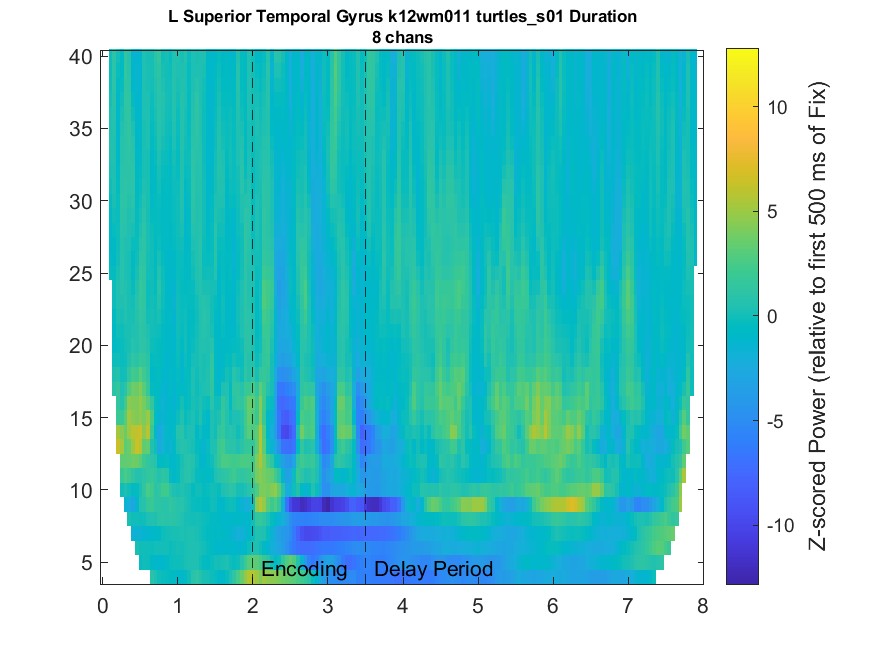 L Superior Temporal Gyrus k12wm011 turtles_s01 Duration
8 chans
40
35
30
25
20
15
10
5
Encoding
Delay Period
0 1 2 3 4 5 6 7 8
10
5
0
-5
-10
Z-scored Power (relative to first 500 ms of Fix)